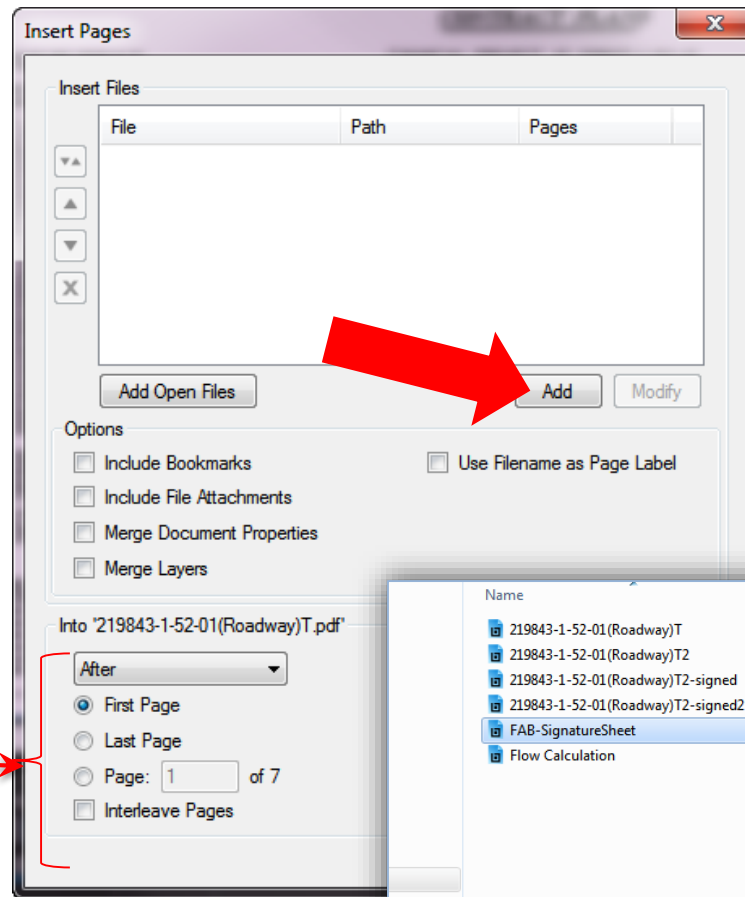 Insert Pages
Insert Files
File Path Pages
Add Open Files Add Modify
Options
Include Bookmarks Use Filename as Page Label
Include File Attachments
Merge Document Properties
Merge Layers
Into '219843-1-52-01(Roadway)T.pdf'
After
First Page
Last Page
Page: 1 of 7
Interleave Pages
Name
219843-1-52-01(Roadway)T
219843-1-52-01(Roadway)T2
219843-1-52-01(Roadway)T2-signed
219843-1-52-01(Roadway)T2-signed2
FAB-SignatureSheet
Flow Calculation